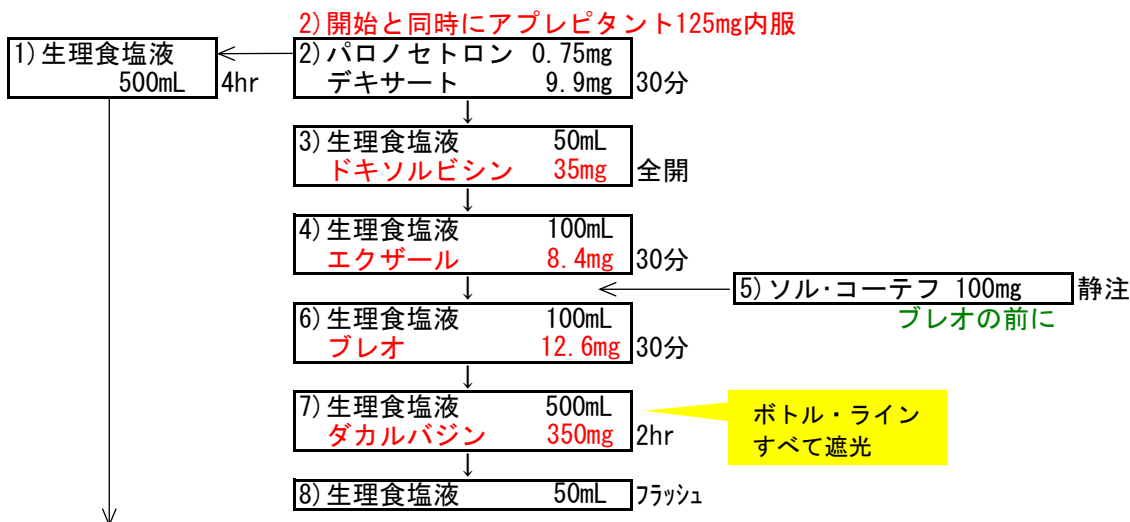 2)開始と同時にアプレピタント125mg内服
1)生理食塩液
500mL 4hr
2)パロノセトロン 0.75mg
デキサート 9.9mg 30分
3)生理食塩液 50mL
ドキソルビシン 35mg 全開
4)生理食塩液 100mL
エクザール 8.4mg 30分
5)ソル･コーテフ 100mg 静注
ブレオの前に
6)生理食塩液 100mL
ブレオ 12.6mg 30分
7)生理食塩液 500mL
ダカルバジン 350mg 2hr
ボトル・ライン
すべて遮光
8)生理食塩液 50mL ﾌﾗｯｼｭ